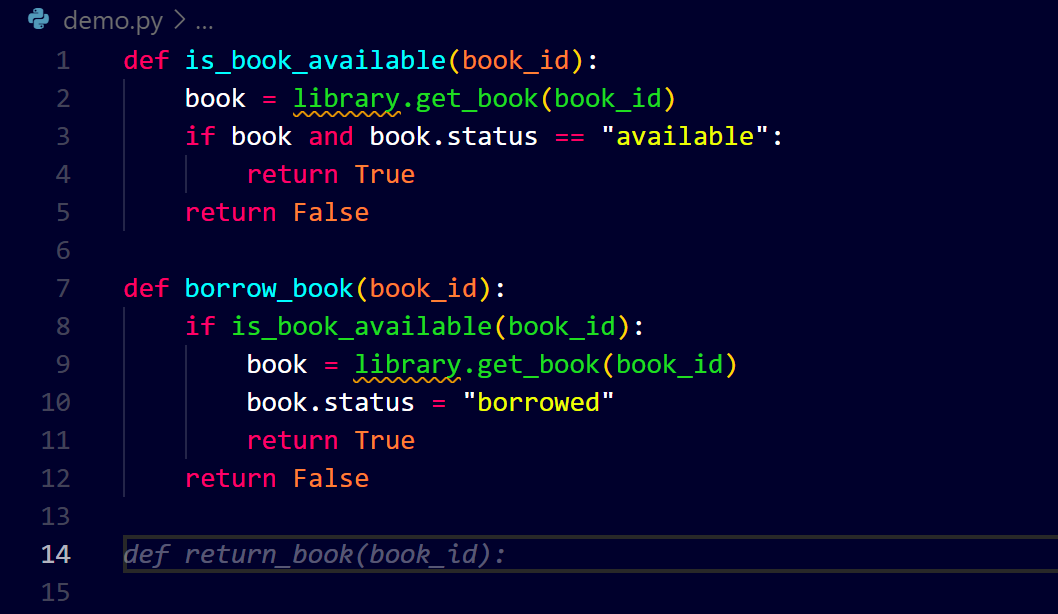 demo.py > ...
1 def is_book_available(book_id):
2     book = library.get_book(book_id)
3     if book and book.status == "available":
4         return True
5     return False
6
7 def borrow_book(book_id):
8     if is_book_available(book_id):
9         book = library.get_book(book_id)
10         book.status = "borrowed"
11         return True
12     return False
13
14 def return_book(book_id):
15